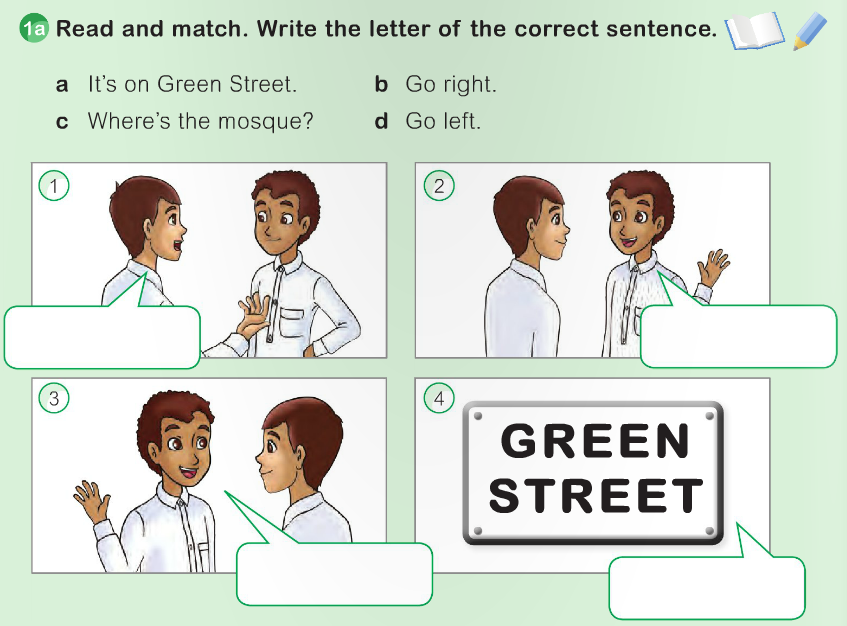 1a Read and match. Write the letter of the correct sentence.
a It's on Green Street. b Go right.
c Where's the mosque? d Go left.
1
2
3
4
GREEN
STREET